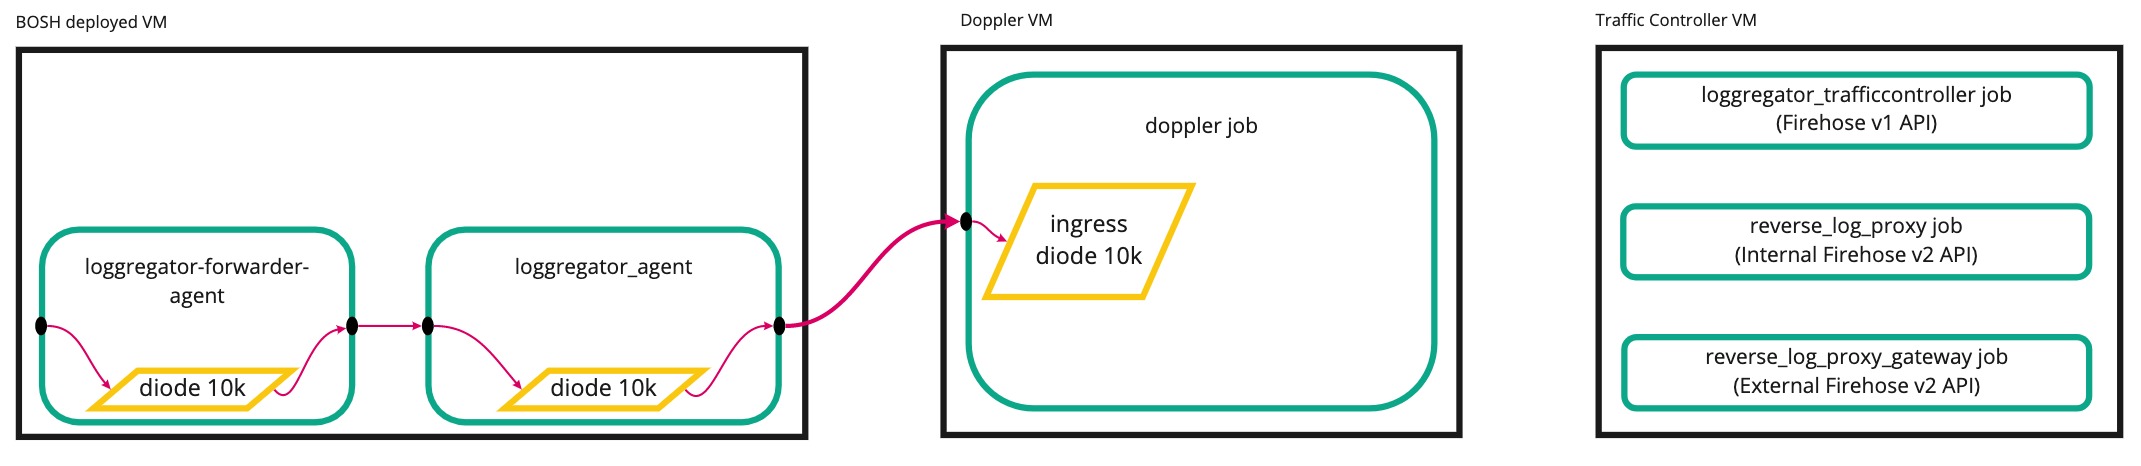 BOSH deployed VM
loggregator-forwarder-
agent
diode 10k
loggregator_agent
diode 10k
Doppler VM
doppler job
ingress
diode 10k
Traffic Controller VM
loggregator_trafficcontroller job
(Firehose v1 API)
reverse_log_proxy job
(Internal Firehose v2 API)
reverse_log_proxy_gateway job
(External Firehose v2 API)